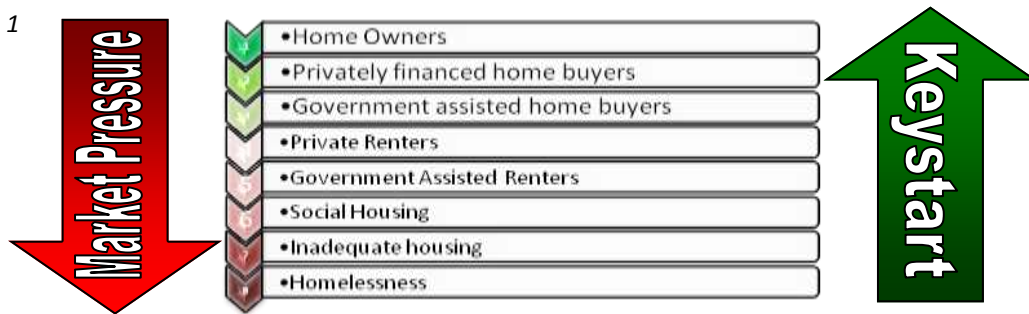 1
Market Pressure
•Home Owners
•Privately financed home buyers
•Government assisted home buyers
•Private Renters
•Government Assisted Renters
•Social Housing
•Inadequate housing
•Homelessness
Keystart